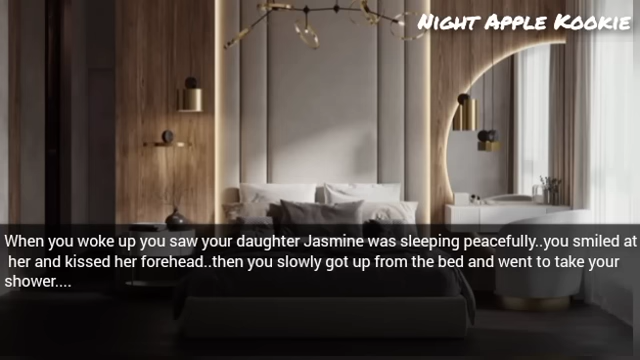 Night Apple Kookie
When you woke up you saw your daughter Jasmine was sleeping peacefully..you smiled at
her and kissed her forehead..then you slowly got up from the bed and went to take your
shower....